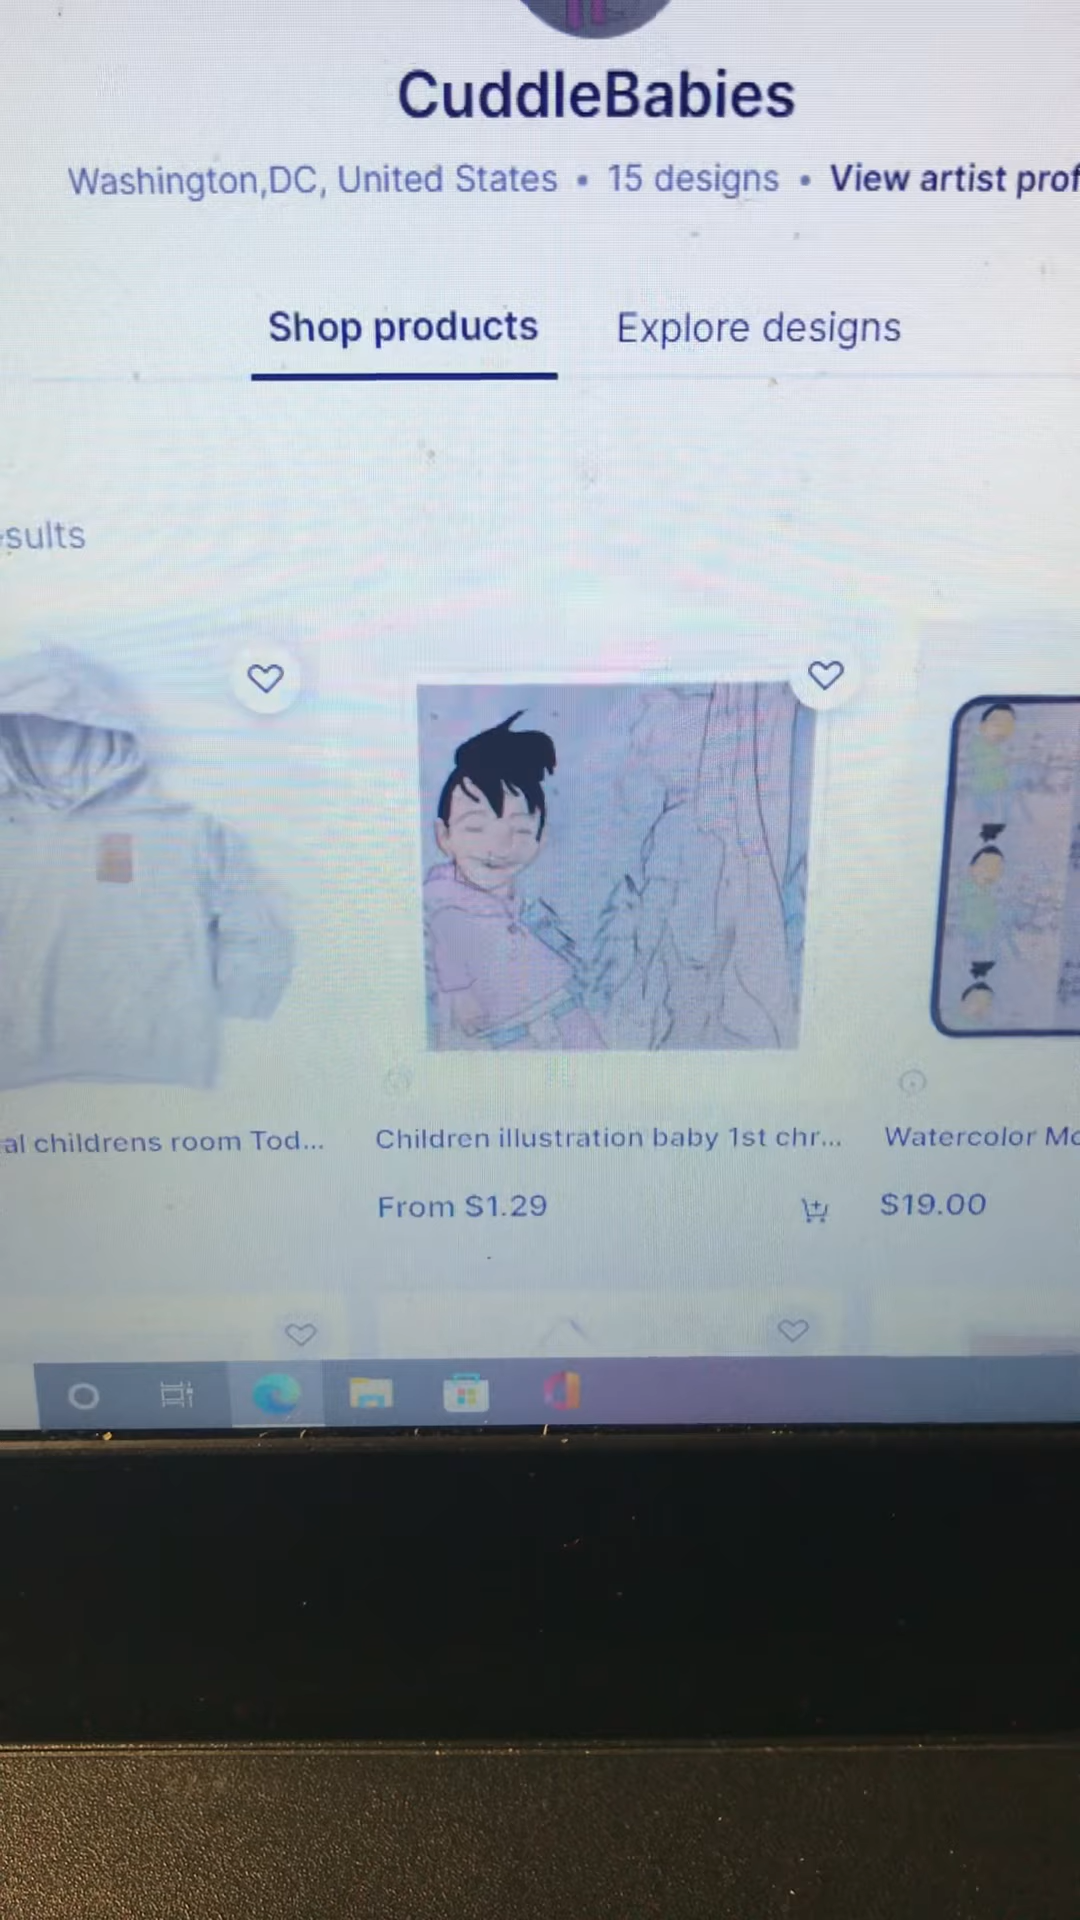 CuddleBabies
Washington,DC, United States • 15 designs • View artist prof
Shop products Explore designs
sults
al childrens room Tod... Children illustration baby 1st chr... Watercolor Mo
From $1.29 $19.00